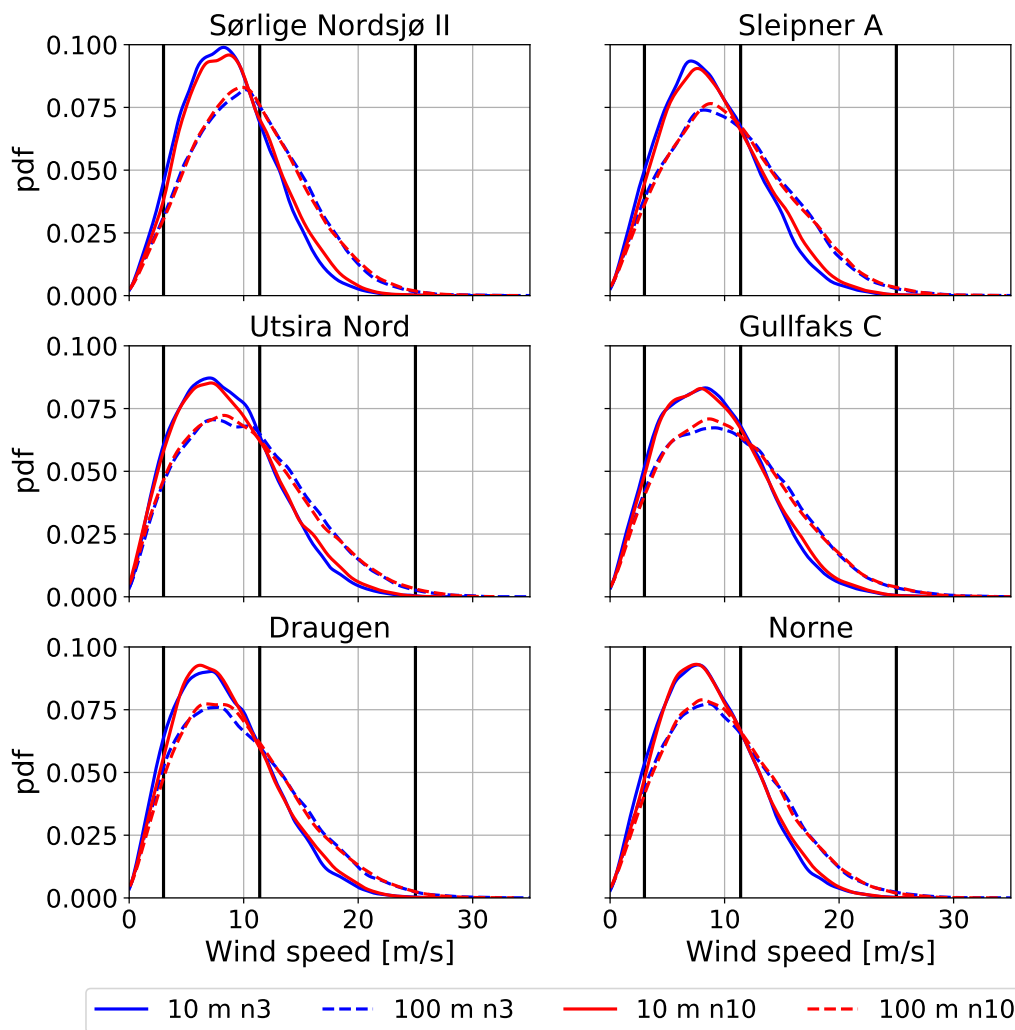 Sørlige Nordsjø II Sleipner A
0.100
0.075
0.050
0.025
0.000
pdf
Utsira Nord Gullfaks C
0.100
0.075
0.050
0.025
0.000
pdf
Draugen Norne
0.100
0.075
0.050
0.025
0.000
pdf
0 10 20 30 0 10 20 30
Wind speed [m/s] Wind speed [m/s]
10 m n3 100 m n3 10 m n10 100 m n10